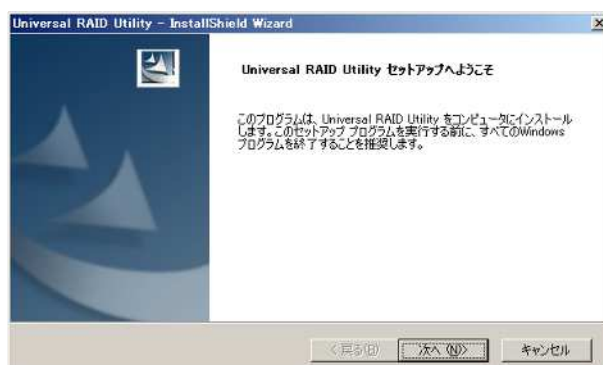 Universal RAID Utility - InstallShield Wizard
Universal RAID Utility セットアップへようこそ
このプログラムは、Universal RAID Utility をコンピュータにインストール
します。このセットアップ プログラムを実行する前に、すべてのWindows
プログラムを終了することを推奨します。
< 戻る(B)
次へ (N)>
キャンセル